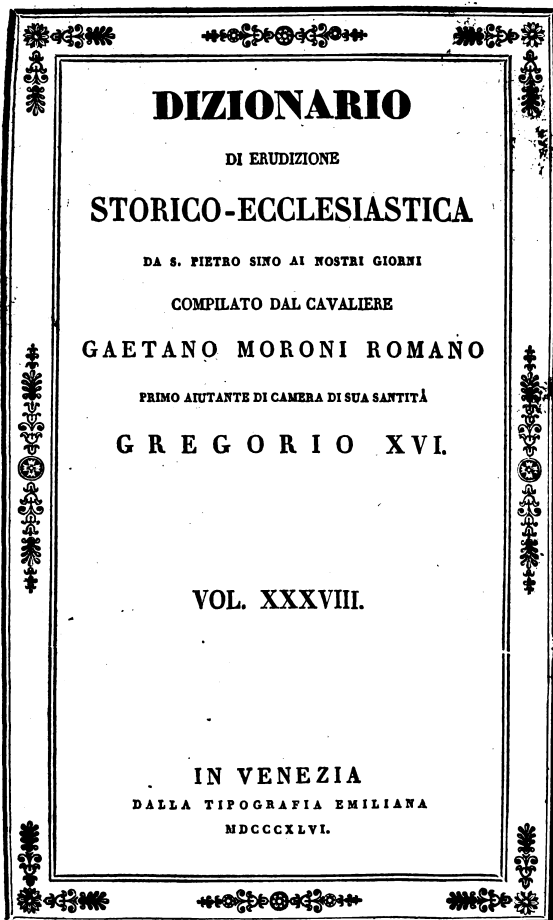 DIZIONARIO
DI ERUDIZIONE
STORICO-ECCLESIASTICA
DA S. PIETRO SINO AI NOSTRI GIORNI
COMPILATO DAL CAVALIERE
GAETANO MORONI ROMANO
PRIMO AIUTANTE DI CAMERA DI SUA SANTITÀ
GREGORIO XVI.
VOL. XXXVIII.
IN VENEZIA
DALLA TIPOGRAFIA EMILIANA
MDCCCXLVI.